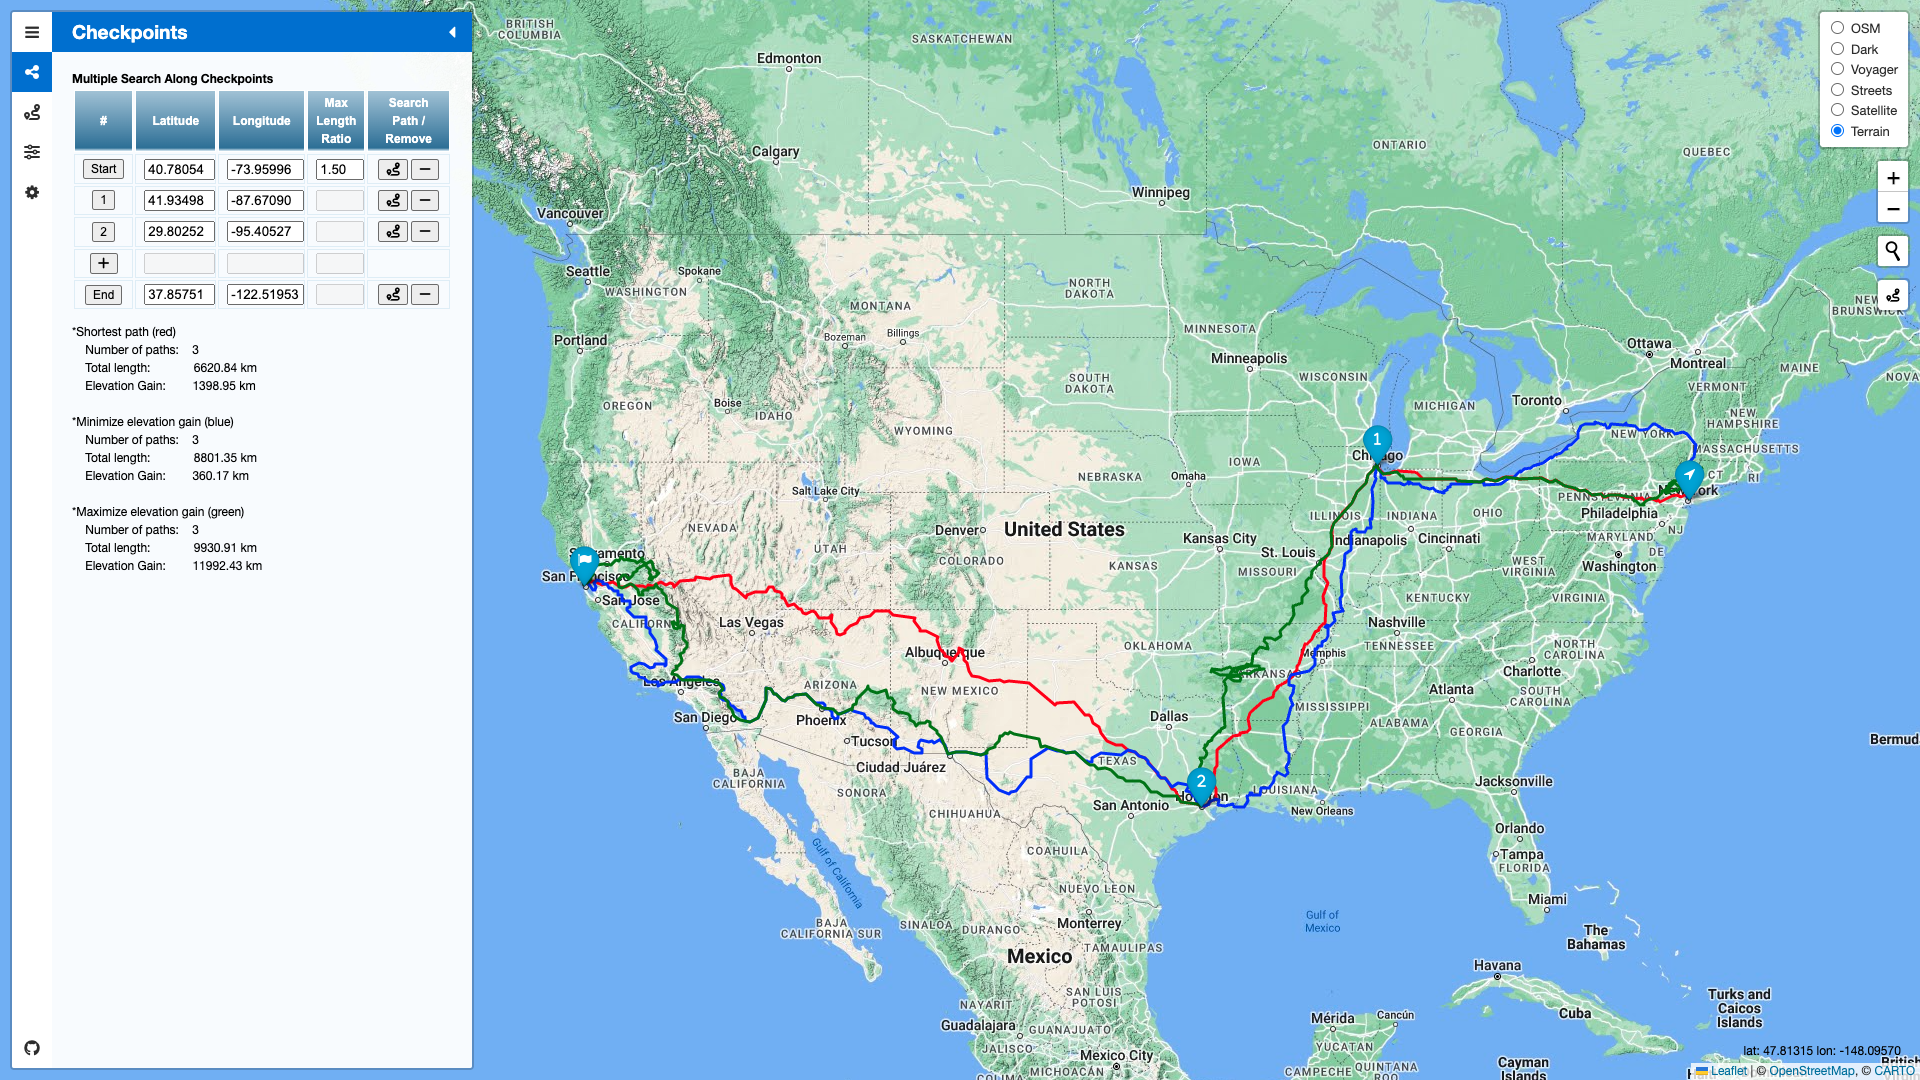 Checkpoints
Multiple Search Along Checkpoints
# Latitude Longitude Max Length Ratio Search Path / Remove
Start 40.78054 -73.95996 1.50
1 41.93498 -87.67090
2 29.80252 -95.40527
+
End 37.85751 -122.51953
*Shortest path (red)
Number of paths: 3
Total length: 6620.84 km
Elevation Gain: 1398.95 km
*Minimize elevation gain (blue)
Number of paths: 3
Total length: 8801.35 km
Elevation Gain: 360.17 km
*Maximize elevation gain (green)
Number of paths: 3
Total length: 9930.91 km
Elevation Gain: 11992.43 km
OSM
Dark
Voyager
Streets
Satellite
Terrain
+
−
BRITISH
COLUMBIA
SASKATCHEWAN
Edmonton
Calgary
ONTARIO
QUEBEC
Winnipeg
Vancouver
Seattle
Spokane
WASHINGTON
NORTH
DAKOTA
MONTANA
NEW
BRUNSWICK
MINNESOTA
Portland
Bozeman
Billings
Ottawa
Montreal
Minneapolis
WISCONSIN
SOUTH
DAKOTA
MAINE
NOVA
VERMONT
Boise
IDAHO
OREGON
MICHIGAN
Toronto
NEW
HAMPSHIRE
WYOMING
NEW YORK
1
MASSACHUSETTS
IOWA
NEBRASKA
Omaha
CT
RI
Salt Lake City
PENNSYLVANIA
Philadelphia
NJ
NEVADA
Denver
United States
ILLINOIS
INDIANA
OHIO
Kansas City
Indianapolis
Cincinnati
MARYLAND
DE
UTAH
COLORADO
St. Louis
Washington
KANSAS
MISSOURI
WEST
VIRGINIA
San Jose
KENTUCKY
VIRGINIA
Las Vegas
Nashville
Albuquerque
OKLAHOMA
Memphis
TENNESSEE
NORTH
CAROLINA
Charlotte
Los Angeles
ARIZONA
NEW MEXICO
Atlanta
SOUTH
CAROLINA
San Diego
Phoenix
Dallas
MISSISSIPPI
ALABAMA
GEORGIA
Tucson
Bermud
Ciudad Juárez
TEXAS
BAJA
CALIFORNIA
SONORA
2
Jacksonville
LOUISIANA
San Antonio
New Orleans
CHIHUAHUA
Orlando
Gulf of California
COAHUILA
Tampa
FLORIDA
NUEVO LEON
Miami
BAJA
CALIFORNIA SUR
SINALOA
DURANGO
Monterrey
Gulf of
Mexico
The
Bahamas
Mexico
TAMAULIPAS
Havana
SAN LUIS
POTOSI
NAYARIT
Turks and
Caicos
Islands
Guadalajara
GUANAJUATO
Mérida
Cancún
Cuba
JALISCO
YUCATAN
Mexico City
COLIMA
MICHOACÁN
CAMPECHE
QUINTANA
ROO
Cayman
Islands
lat: 47.81315 lon: -148.09570
Leaflet | © OpenStreetMap, © CARTO